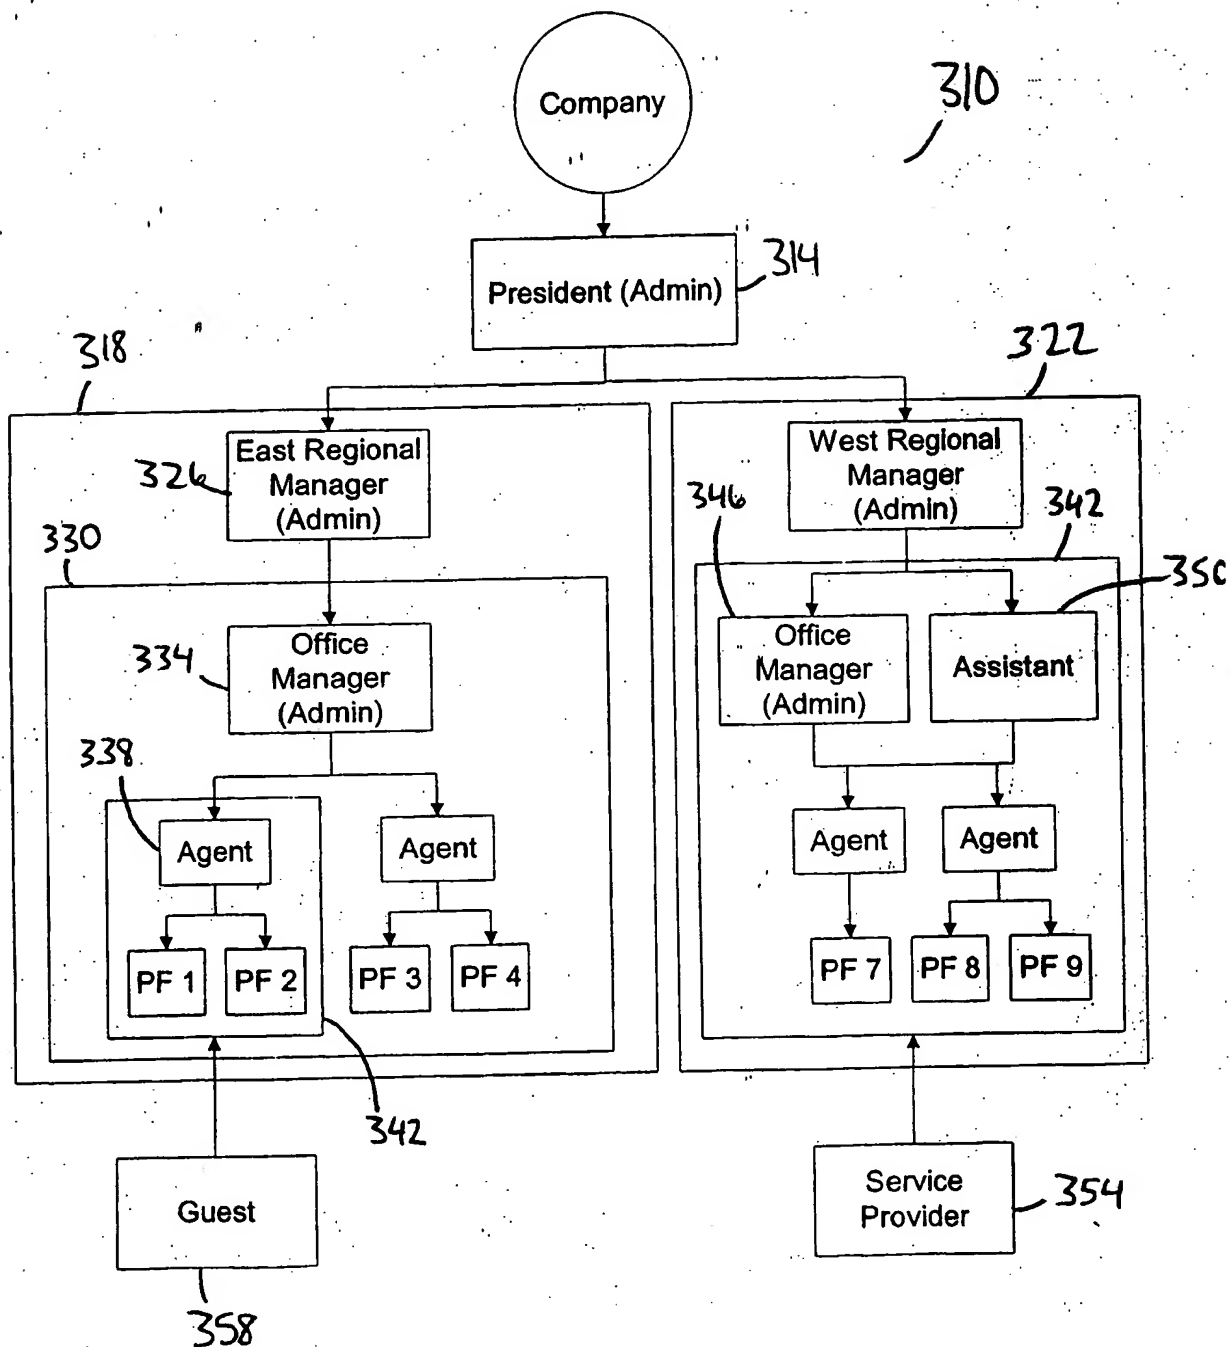 Company
310
President (Admin)
314
318
322
East Regional
Manager
(Admin)
326
West Regional
Manager
(Admin)
346
342
330
350
Office
Manager
(Admin)
334
Office
Manager
(Admin)
Assistant
338
Agent
Agent
Agent
Agent
PF 1
PF 2
PF 3
PF 4
PF 7
PF 8
PF 9
342
Guest
Service
Provider
354
358